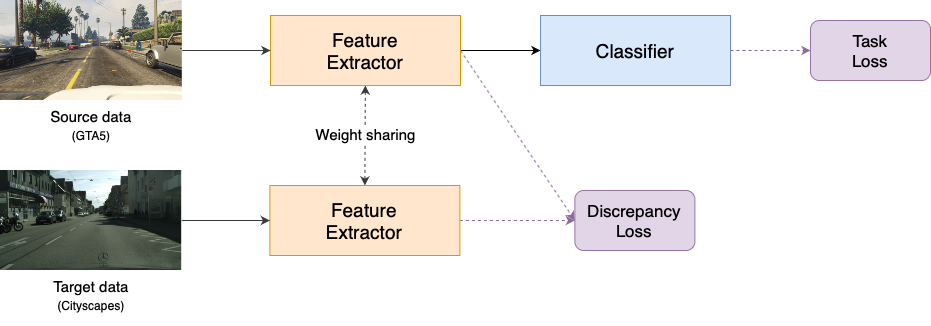 Feature
Extractor
Classifier
Task
Loss
Source data
(GTA5)
Weight sharing
Feature
Extractor
Discrepancy
Loss
Target data
(Cityscapes)